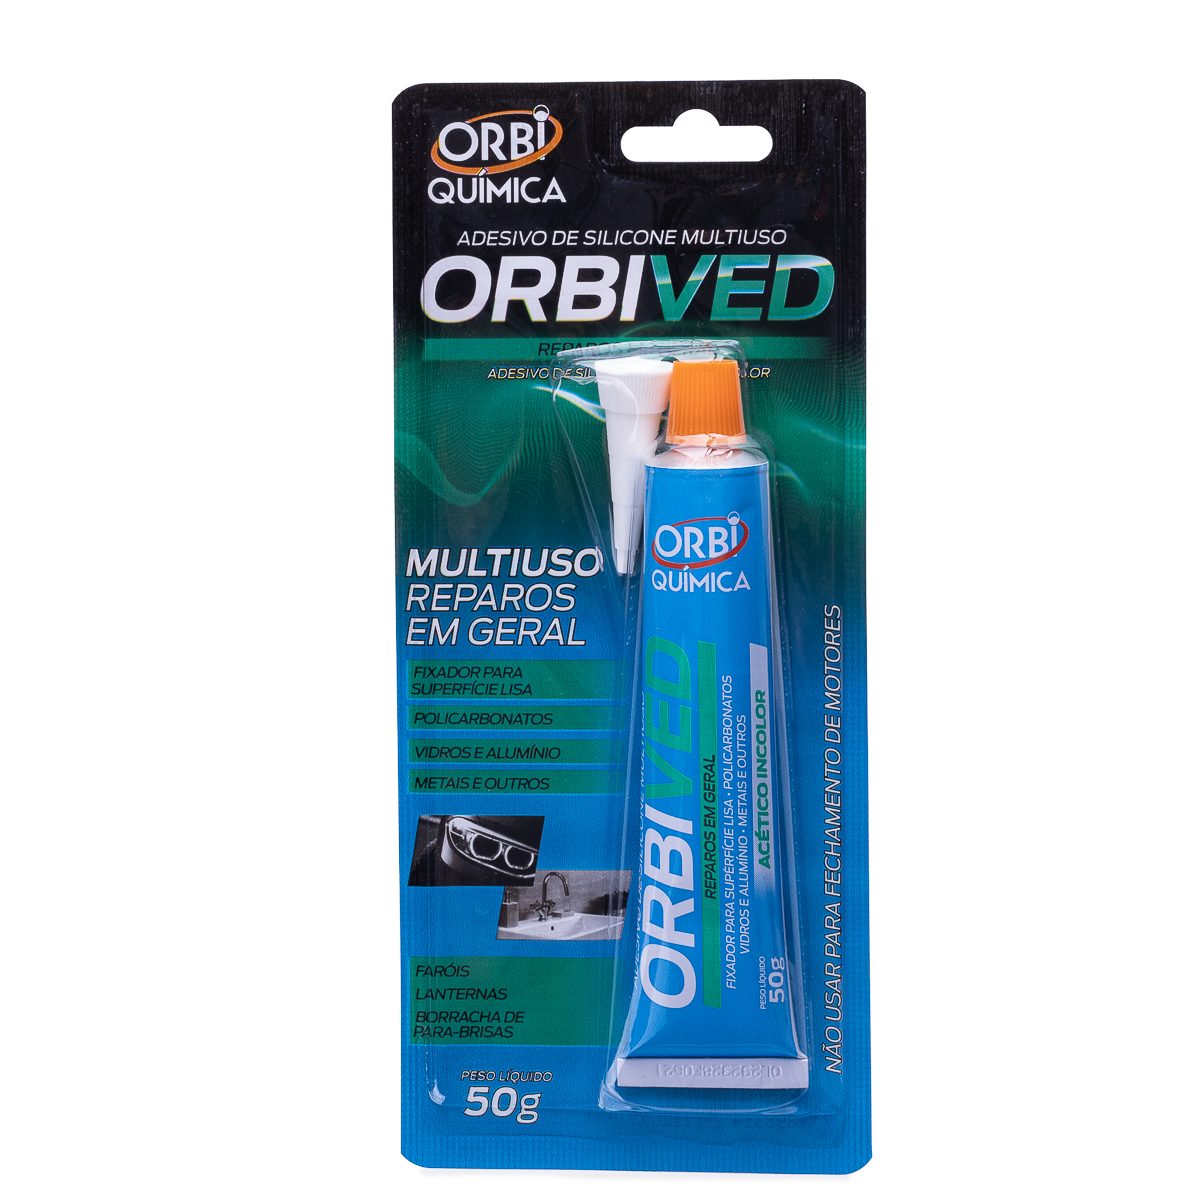 ORBI
QUÍMICA
ADESIVO DE SILICONE MULTIUSO
ORBIVED
ADESIVO DE
MULTIUSO
REPAROS
EM GERAL
FIXADOR PARA
SUPERFÍCIE LISA
POLICARBONATOS
VIDROS E ALUMÍNIO
METAIS E OUTROS
FARÓIS
LANTERNAS
BORRACHA DE
PARA-BRISAS
PESO LÍQUIDO
50g
ORBI
QUÍMICA
ORBIVED
REPAROS EM GERAL
FIXADOR PARA SUPERFÍCIE LISA • POLICARBONATOS
VIDROS E ALUMÍNIO • METAIS E OUTROS
ACÉTICO INCOLOR
PESO LÍQUIDO
50g
NÃO USAR PARA FECHAMENTO DE MOTORES